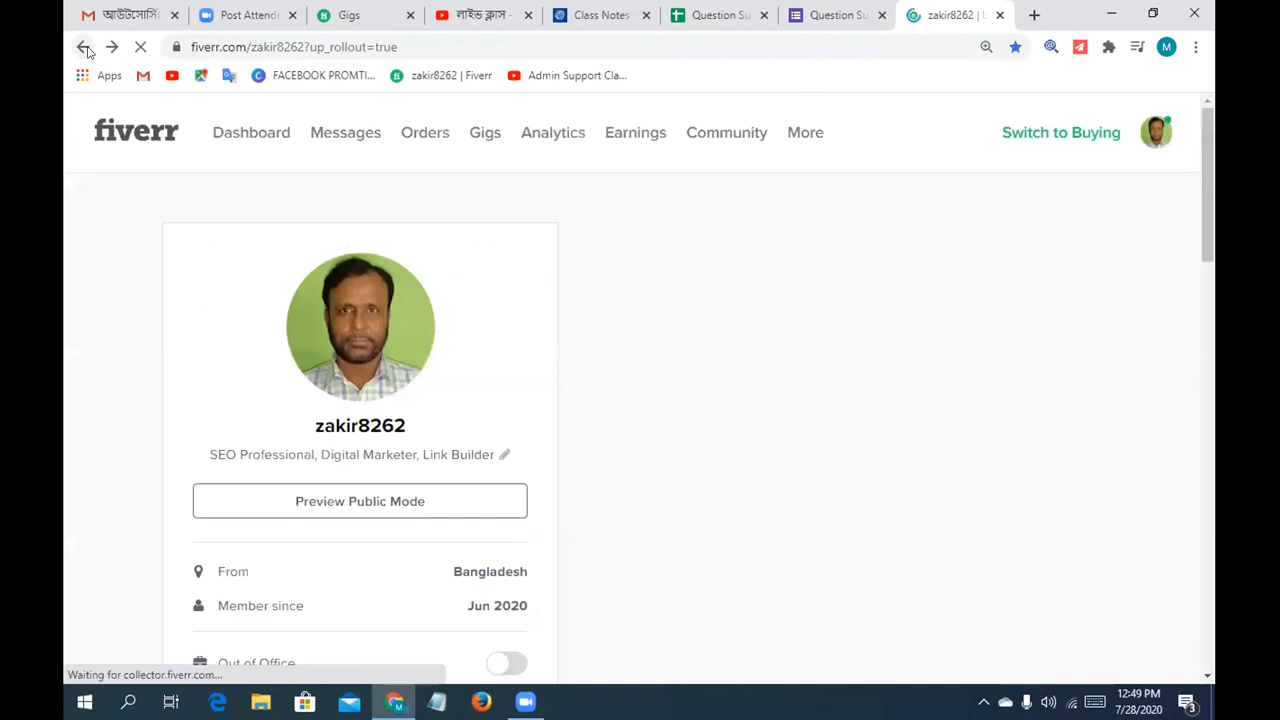 আউটসোর্সিং
Post Attende
Gigs
লাইভ ক্লাস -
Class Notes
Question Su
Question Su
zakir8262 |
fiverr.com/zakir8262?up_rollout=true
M
Apps
FACEBOOK PROMTI...
zakir8262 | Fiverr
Admin Support Cla...
fiverr
Dashboard
Messages
Orders
Gigs
Analytics
Earnings
Community
More
Switch to Buying
zakir8262
SEO Professional, Digital Marketer, Link Builder
Preview Public Mode
From Bangladesh
Member since Jun 2020
Out of Office
Waiting for collector.fiverr.com...
12:49 PM
7/28/2020
3